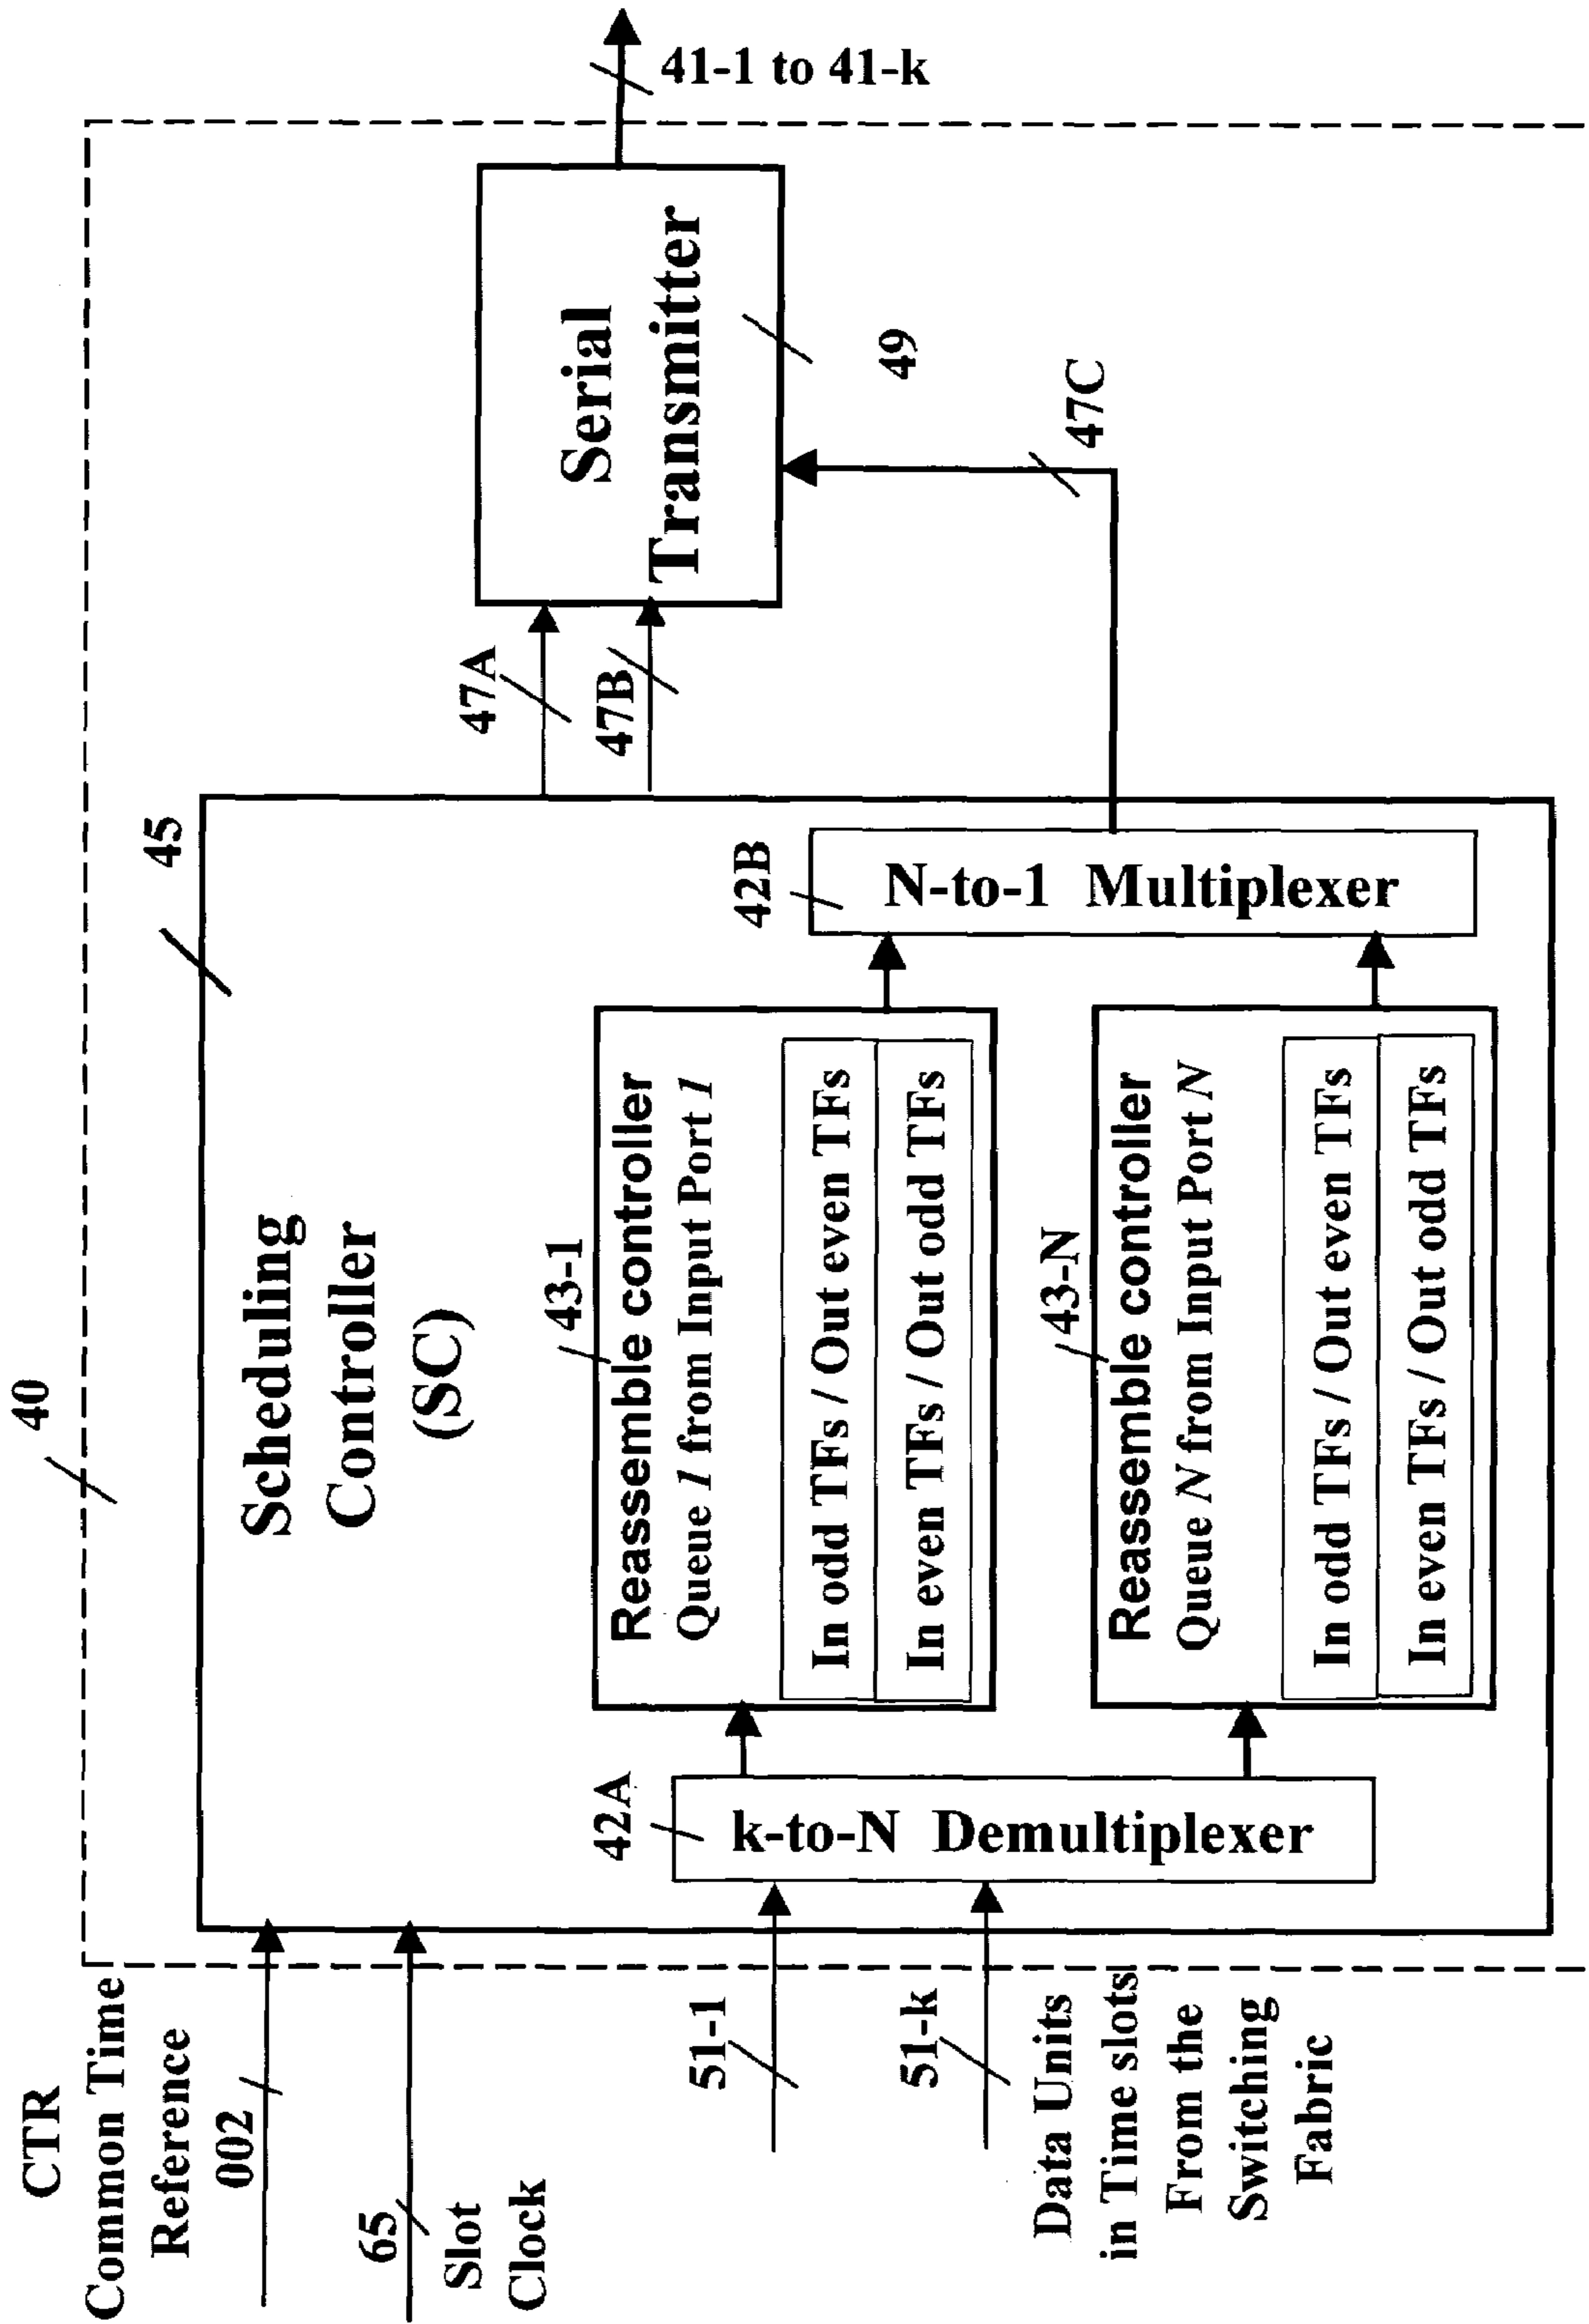 40
45
CTR
Common Time
Reference
002
65
Slot
Clock
Scheduling
Controller
(SC)
47A
47B
Serial
Transmitter
49
41-1 to 41-k
43-1
Reassemble controller
Queue 1 from Input Port 1
In odd TFs / Out even TFs
In even TFs / Out odd TFs
42A
k-to-N Demultiplexer
42B
N-to-1 Multiplexer
47C
51-1
51-k
Data Units
in Time slots
From the
Switching
Fabric
43-N
Reassemble controller
Queue N from Input Port N
In odd TFs / Out even TFs
In even TFs / Out odd TFs